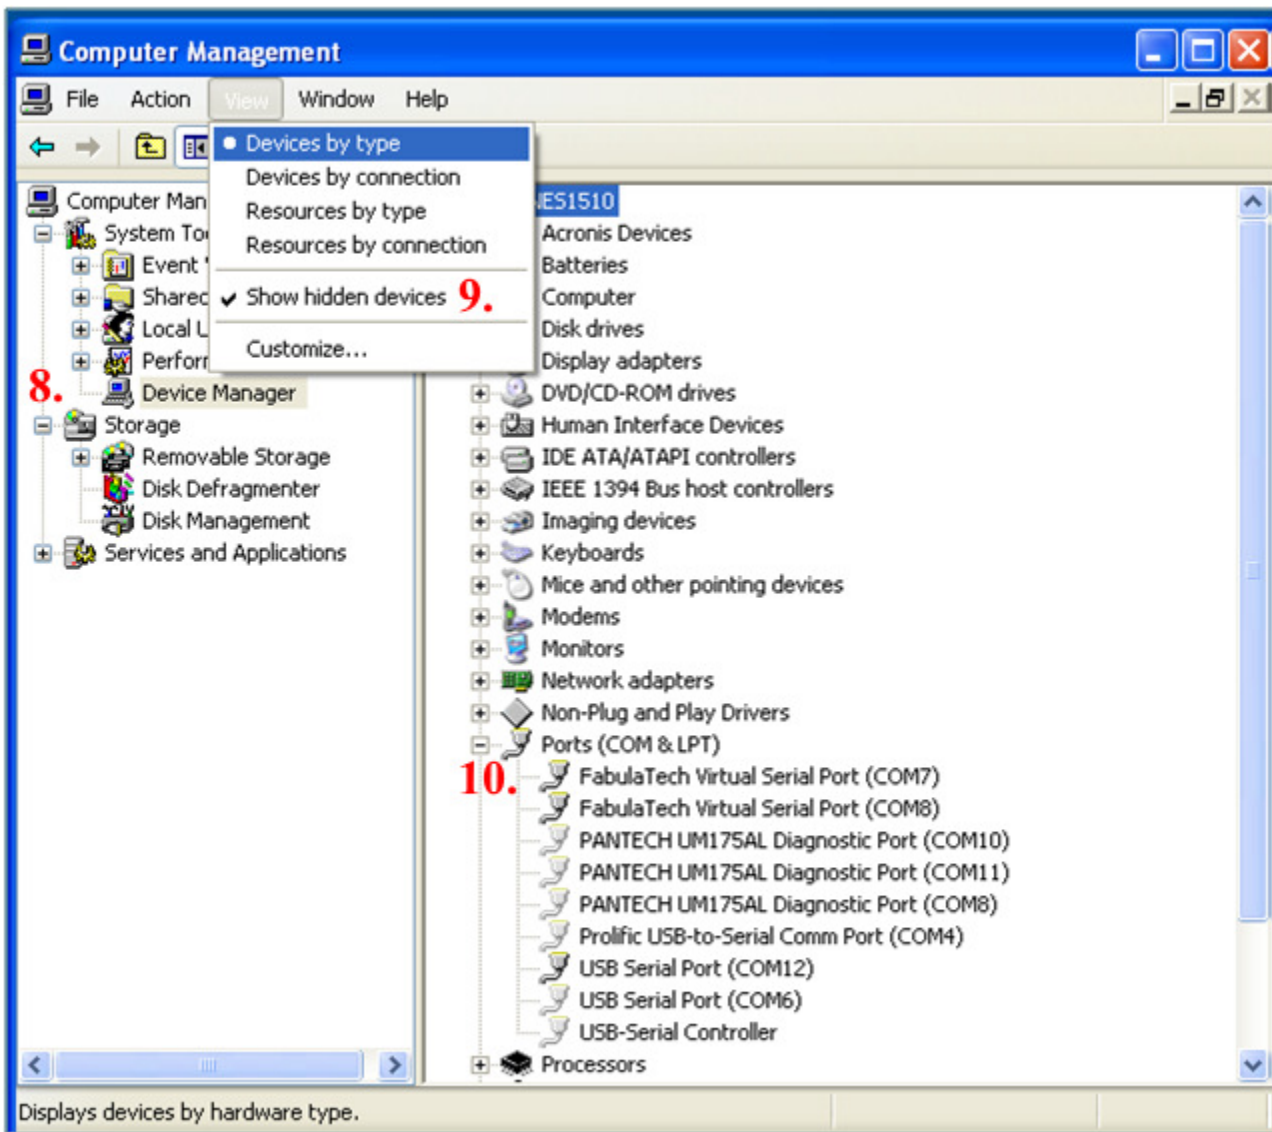 Computer Management
File Action View Window Help
Devices by type
Devices by connection
Resources by type
Resources by connection
Show hidden devices 9.
Customize...
Computer Man
System To
Event
Shared
Local U
Perform
8. Device Manager
Storage
Removable Storage
Disk Defragmenter
Disk Management
Services and Applications
NES1510
Acronis Devices
Batteries
Computer
Disk drives
Display adapters
DVD/CD-ROM drives
Human Interface Devices
IDE ATA/ATAPI controllers
IEEE 1394 Bus host controllers
Imaging devices
Keyboards
Mice and other pointing devices
Modems
Monitors
Network adapters
Non-Plug and Play Drivers
Ports (COM & LPT)
10. FabulaTech Virtual Serial Port (COM7)
FabulaTech Virtual Serial Port (COM8)
PANTECH UM175AL Diagnostic Port (COM10)
PANTECH UM175AL Diagnostic Port (COM11)
PANTECH UM175AL Diagnostic Port (COM8)
Prolific USB-to-Serial Comm Port (COM4)
USB Serial Port (COM12)
USB Serial Port (COM6)
USB-Serial Controller
Processors
Displays devices by hardware type.